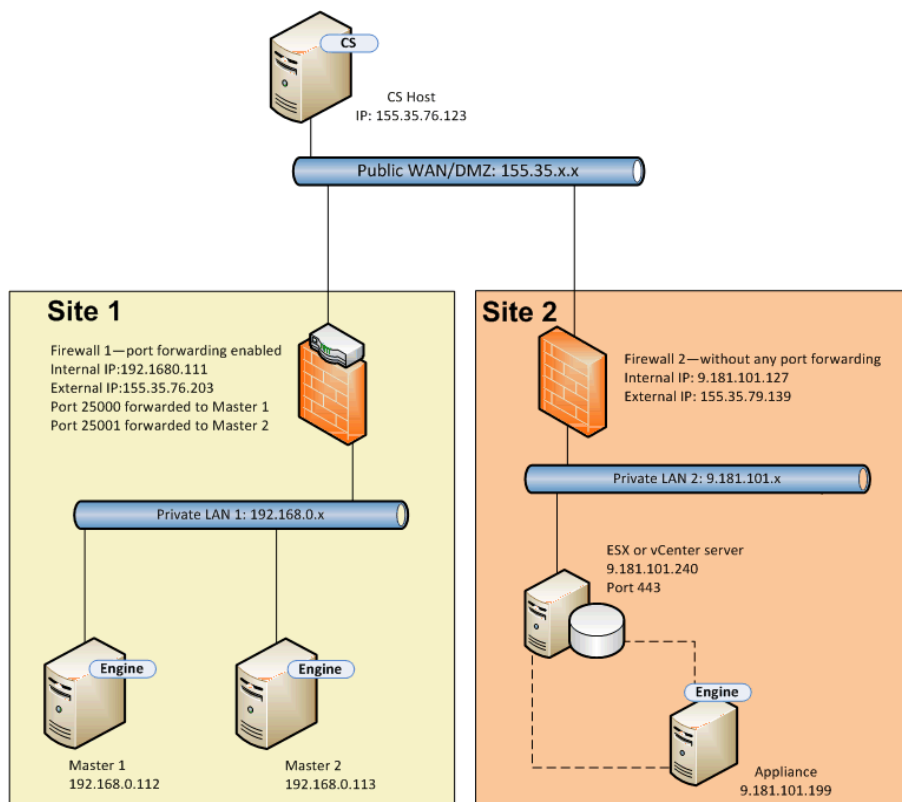 CS
CS Host
IP: 155.35.76.123
Public WAN/DMZ: 155.35.x.x
Site 1
Firewall 1—port forwarding enabled
Internal IP:192.1680.111
External IP:155.35.76.203
Port 25000 forwarded to Master 1
Port 25001 forwarded to Master 2
Private LAN 1: 192.168.0.x
Engine
Master 1
192.168.0.112
Engine
Master 2
192.168.0.113
Site 2
Firewall 2—without any port forwarding
Internal IP: 9.181.101.127
External IP: 155.35.79.139
Private LAN 2: 9.181.101.x
ESX or vCenter server
9.181.101.240
Port 443
Engine
Appliance
9.181.101.199